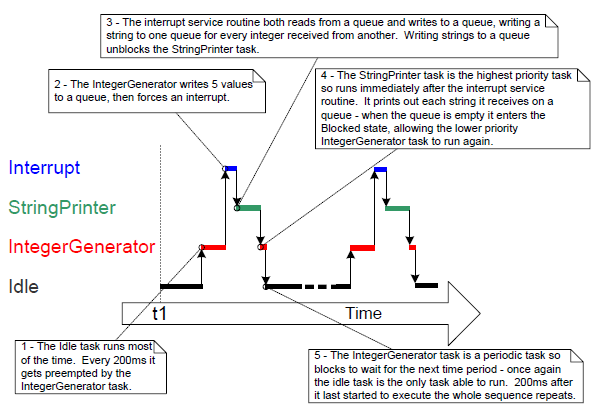 3 - The interrupt service routine both reads from a queue and writes to a queue, writing a
string to one queue for every integer received from another.  Writing strings to a queue
unblocks the StringPrinter task.
2 - The IntegerGenerator writes 5 values
to a queue, then forces an interrupt.
4 - The StringPrinter task is the highest priority task
so runs immediately after the interrupt service
routine.  It prints out each string it receives on a
queue - when the queue is empty it enters the
Blocked state, allowing the lower priority
IntegerGenerator task to run again.
Interrupt
StringPrinter
IntegerGenerator
Idle
t1
Time
1 - The Idle task runs most
of the time.  Every 200ms it
gets preempted by the
IntegerGenerator task.
5 - The IntegerGenerator task is a periodic task so
blocks to wait for the next time period - once again
the idle task is the only task able to run.  200ms after
it last started to execute the whole sequence repeats.